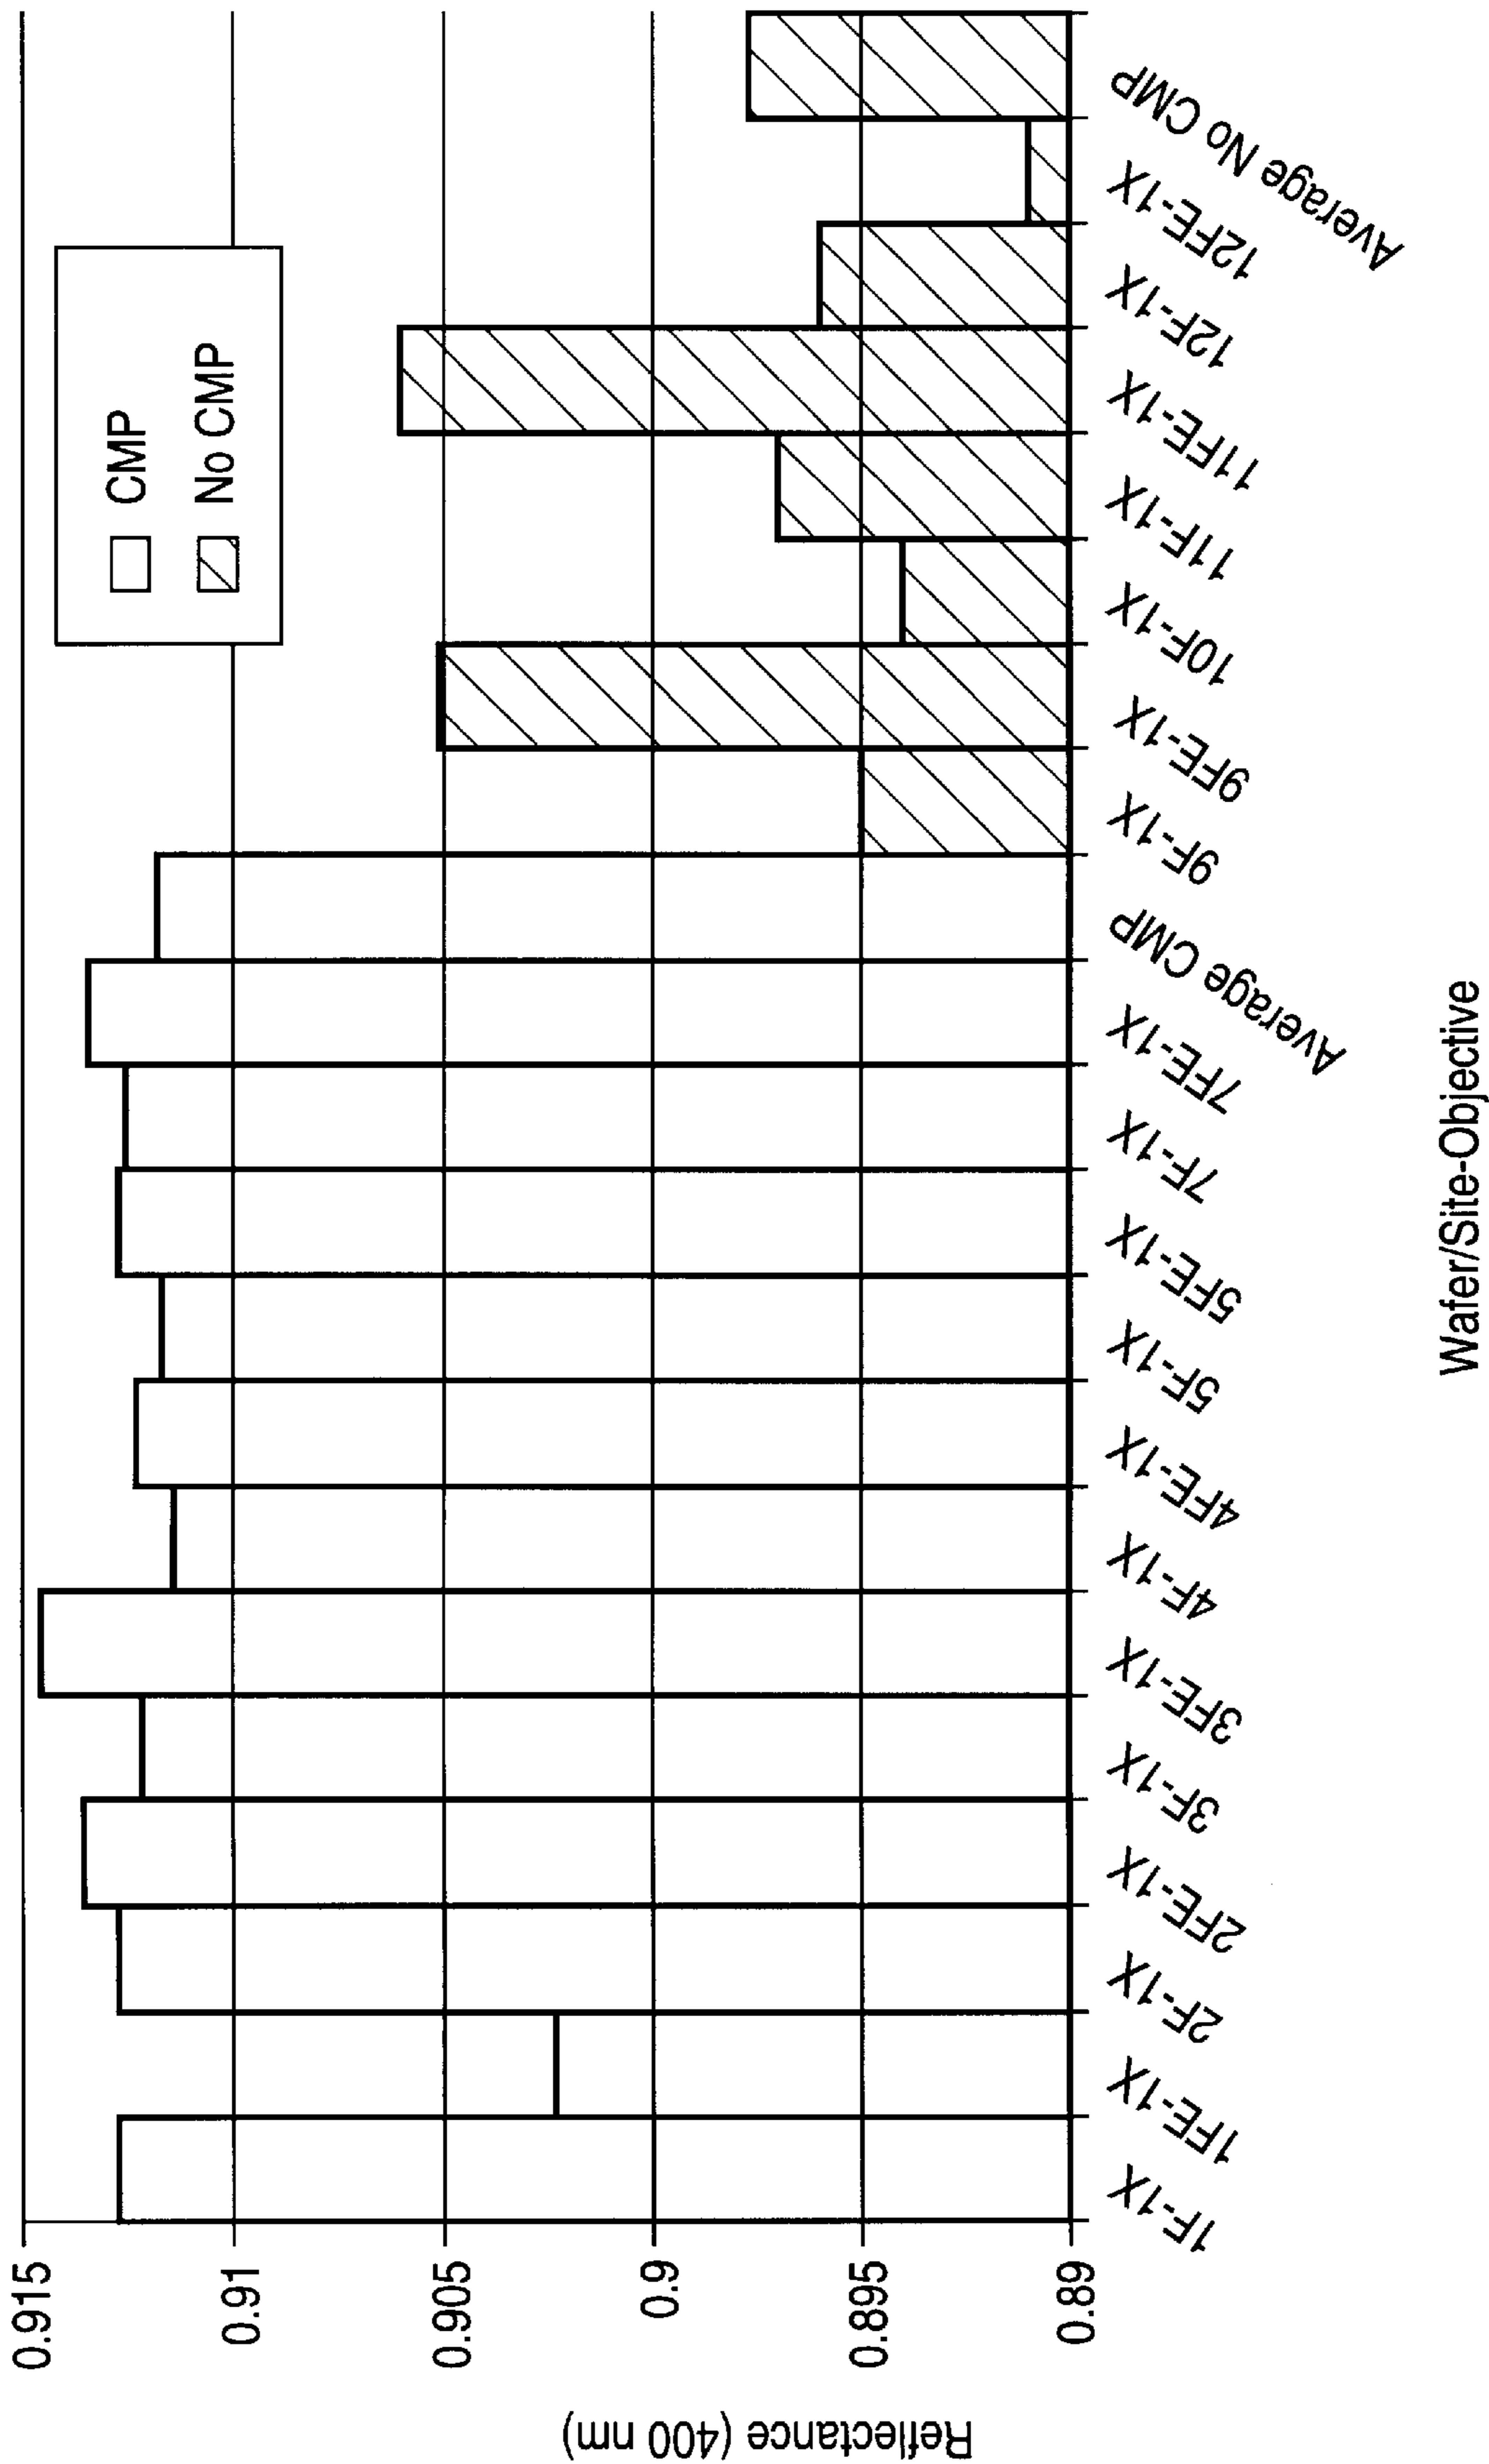 Reflectance (400 nm)
0.915
0.91
0.905
0.9
0.895
0.89
CMP
No CMP
1F-1X
1FE-1X
2F-1X
2FE-1X
3F-1X
3FE-1X
4F-1X
4FE-1X
5F-1X
5FE-1X
7F-1X
7FE-1X
Average CMP
9F-1X
9FE-1X
10F-1X
11F-1X
11FE-1X
12F-1X
12FE-1X
Average No CMP
Wafer/Site-Objective